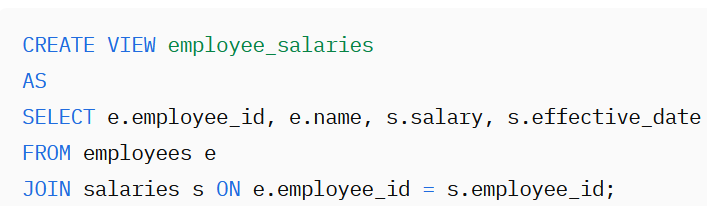 CREATE VIEW employee_salaries
AS
SELECT e.employee_id, e.name, s.salary, s.effective_date
FROM employees e
JOIN salaries s ON e.employee_id = s.employee_id;